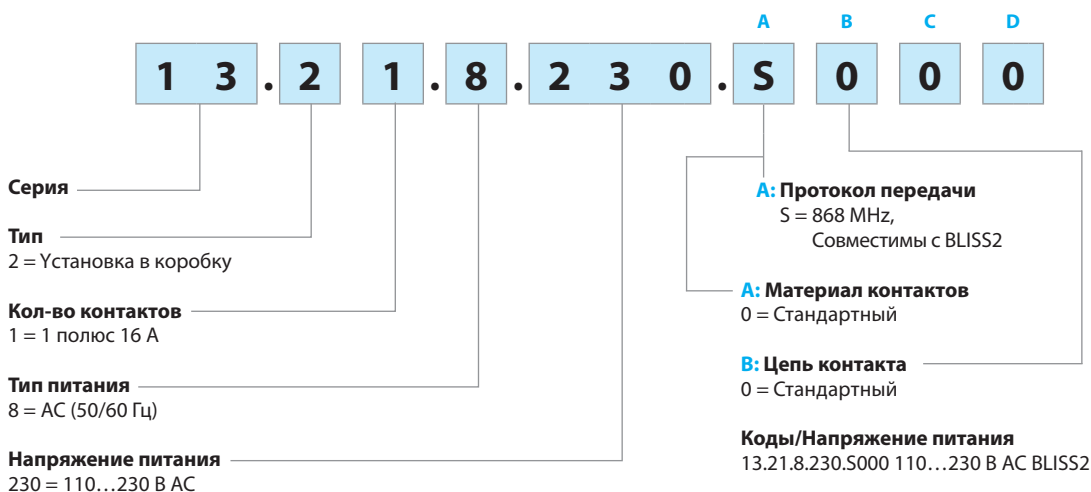 A B C D
1 3 . 2 1 . 8 . 2 3 0 . S 0 0 0
Серия
Тип
2 = Установка в коробку
Кол-во контактов
1 = 1 полюс 16 А
Тип питания
8 = AC (50/60 Гц)
Напряжение питания
230 = 110…230 В AC
A: Протокол передачи
S = 868 MHz,
Совместимы с BLISS2
A: Материал контактов
0 = Стандартный
B: Цепь контакта
0 = Стандартный
Коды/Напряжение питания
13.21.8.230.S000 110…230 В AC BLISS2